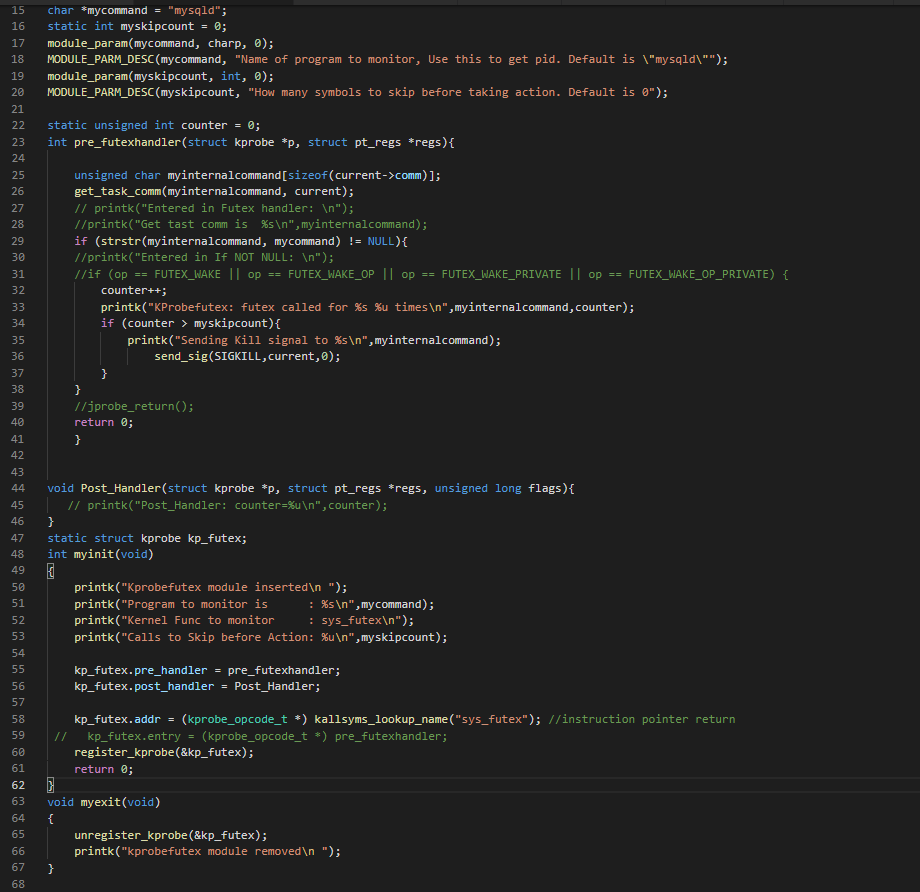 15 char *mycommand = "mysqld";
16 static int myskipcount = 0;
17 module_param(mycommand, charp, 0);
18 MODULE_PARM_DESC(mycommand, "Name of program to monitor, Use this to get pid. Default is \"mysqld\"");
19 module_param(myskipcount, int, 0);
20 MODULE_PARM_DESC(myskipcount, "How many symbols to skip before taking action. Default is 0");
21
22 static unsigned int counter = 0;
23 int pre_futexhandler(struct kprobe *p, struct pt_regs *regs){
24
25     unsigned char myinternalcommand[sizeof(current->comm)];
26     get_task_comm(myinternalcommand, current);
27     // printk("Entered in Futex handler: \n");
28     //printk("Get tast comm is  %s\n",myinternalcommand);
29     if (strstr(myinternalcommand, mycommand) != NULL){
30     //printk("Entered in If NOT NULL: \n");
31     //if (op == FUTEX_WAKE || op == FUTEX_WAKE_OP || op == FUTEX_WAKE_PRIVATE || op == FUTEX_WAKE_OP_PRIVATE) {
32         counter++;
33         printk("KProbefutex: futex called for %s %u times\n",myinternalcommand,counter);
34         if (counter > myskipcount){
35             printk("Sending Kill signal to %s\n",myinternalcommand);
36                 send_sig(SIGKILL,current,0);
37         }
38     }
39     //jprobe_return();
40     return 0;
41     }
42
43
44 void Post_Handler(struct kprobe *p, struct pt_regs *regs, unsigned long flags){
45    // printk("Post_Handler: counter=%u\n",counter);
46 }
47 static struct kprobe kp_futex;
48 int myinit(void)
49 {
50     printk("Kprobefutex module inserted\n ");
51     printk("Program to monitor is      : %s\n",mycommand);
52     printk("Kernel Func to monitor     : sys_futex\n");
53     printk("Calls to Skip before Action: %u\n",myskipcount);
54
55     kp_futex.pre_handler = pre_futexhandler;
56     kp_futex.post_handler = Post_Handler;
57
58     kp_futex.addr = (kprobe_opcode_t *) kallsyms_lookup_name("sys_futex"); //instruction pointer return
59  //   kp_futex.entry = (kprobe_opcode_t *) pre_futexhandler;
60     register_kprobe(&kp_futex);
61     return 0;
62 }
63 void myexit(void)
64 {
65     unregister_kprobe(&kp_futex);
66     printk("kprobefutex module removed\n ");
67 }
68